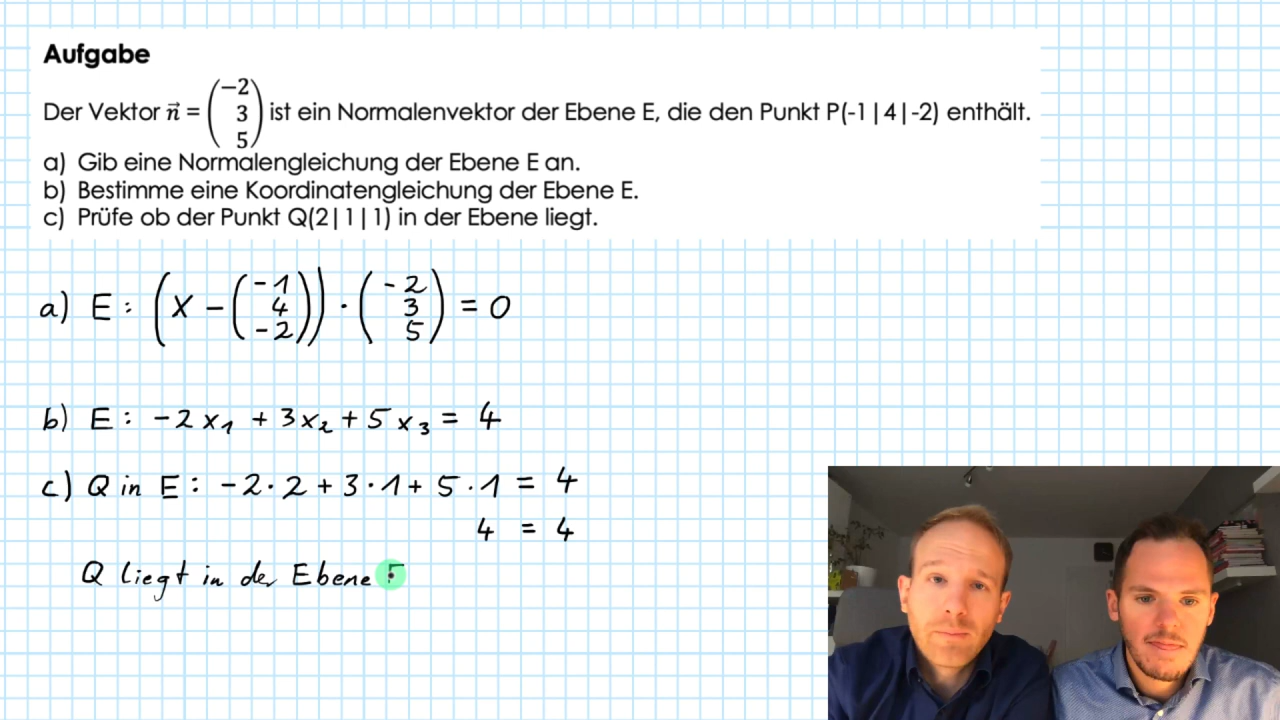 Aufgabe
Der Vektor n⃗ = (−2 3 5) ist ein Normalenvektor der Ebene E, die den Punkt P(-1|4|-2) enthält.
a) Gib eine Normalengleichung der Ebene E an.
b) Bestimme eine Koordinatengleichung der Ebene E.
c) Prüfe ob der Punkt Q(2|1|1) in der Ebene liegt.
a) E : (X − (-1 4 -2)) · (-2 3 5) = 0
b) E : -2x₁ + 3x₂ + 5x₃ = 4
c) Q in E : -2·2 + 3·1 + 5·1 = 4
4 = 4
Q liegt in der Ebene